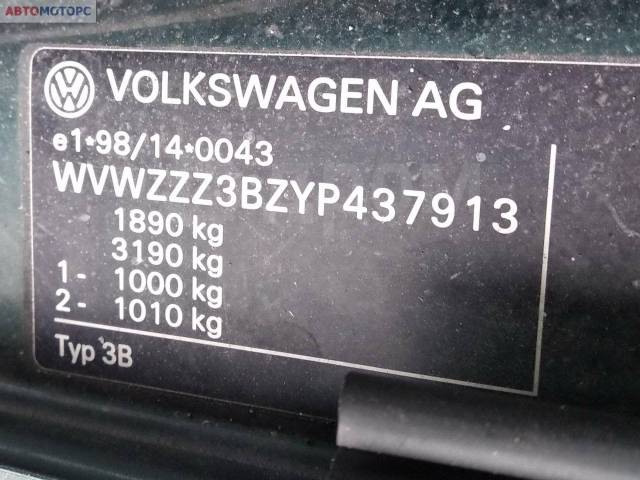 АВТОМОТОРС
VOLKSWAGEN AG
e1*98/14*0043
WVWZZZ3BZYP437913
1890 kg
3190 kg
1- 1000 kg
2- 1010 kg
Typ 3B